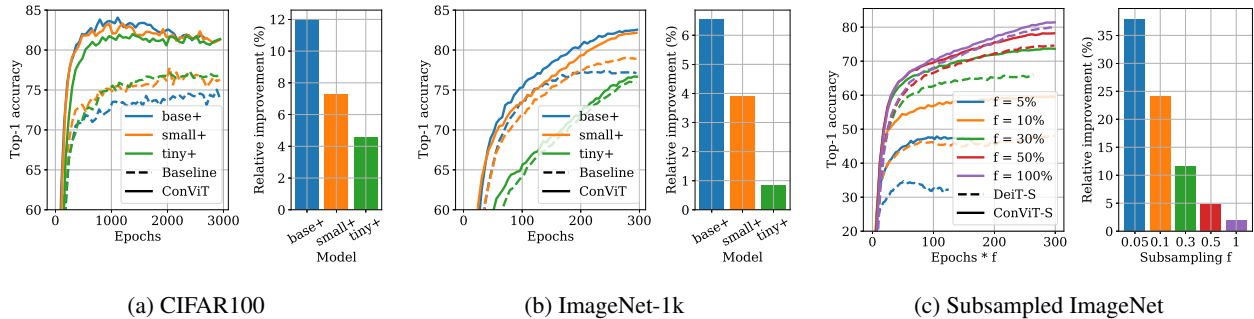 85
80
75
70
65
60
Top-1 accuracy
0
1000
2000
3000
Epochs
base+
small+
tiny+
Baseline
ConViT
12
10
8
6
4
2
0
Relative improvement (%)
base+
small+
tiny+
Model
(a) CIFAR100
85
80
75
70
65
60
Top-1 accuracy
0
100
200
300
Epochs
base+
small+
tiny+
Baseline
ConViT
6
5
4
3
2
1
0
Relative improvement (%)
base+
small+
tiny+
Model
(b) ImageNet-1k
80
70
60
50
40
30
20
Top-1 accuracy
0
100
200
300
Epochs * f
f = 5%
f = 10%
f = 30%
f = 50%
f = 100%
DeiT-S
ConViT-S
35
30
25
20
15
10
5
0
Relative improvement (%)
0.05
0.1
0.3
0.5
1
Subsampling f
(c) Subsampled ImageNet